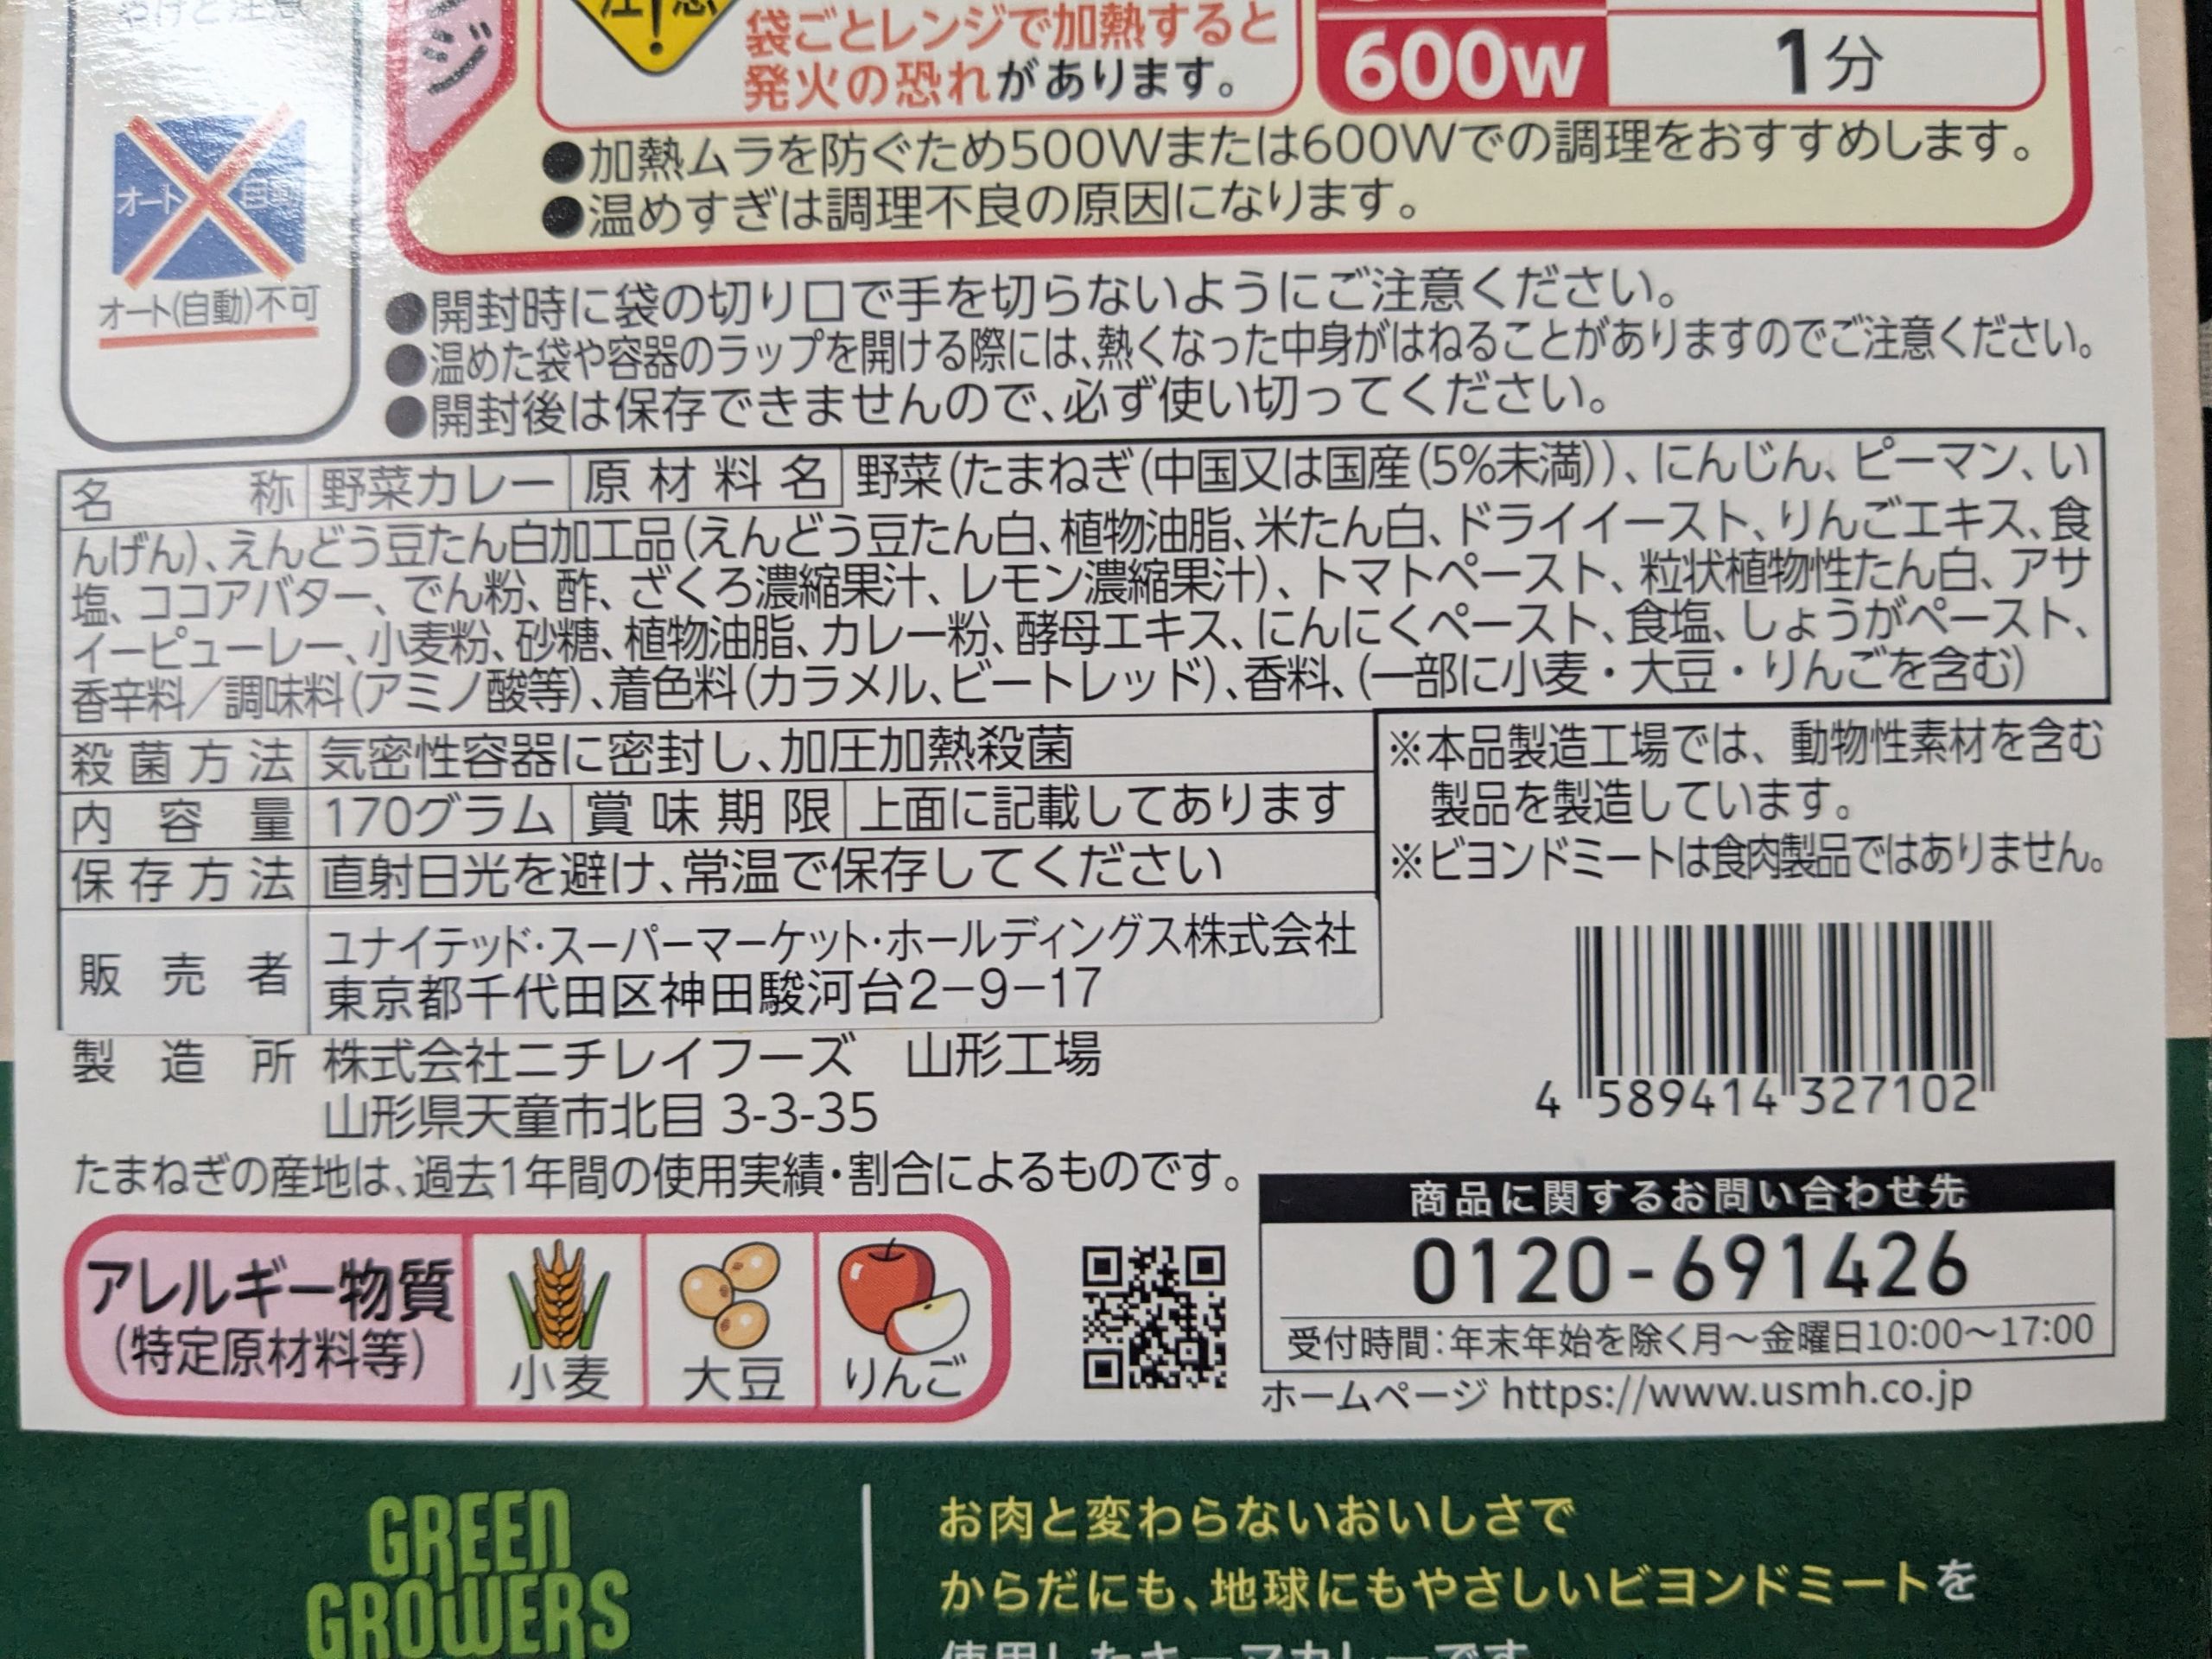 注意
袋ごとレンジで加熱すると
発火の恐れがあります。
600W 1分
●加熱ムラを防ぐため500Wまたは600Wでの調理をおすすめします。
●温めすぎは調理不良の原因になります。
オート 自動
オート(自動)不可
●開封時に袋の切り口で手を切らないようにご注意ください。
●温めた袋や容器のラップを開ける際には、熱くなった中身がはねることがありますのでご注意ください。
●開封後は保存できませんので、必ず使い切ってください。
名称 野菜カレー 原材料名 野菜(たまねぎ(中国又は国産(5%未満))、にんじん、ピーマン、い
んげん)、えんどう豆たん白加工品(えんどう豆たん白、植物油脂、米たん白、ドライイースト、りんごエキス、食
塩、ココアバター、でん粉、酢、ざくろ濃縮果汁、レモン濃縮果汁)、トマトペースト、粒状植物性たん白、アサ
イーピューレー、小麦粉、砂糖、植物油脂、カレー粉、酵母エキス、にんにくペースト、食塩、しょうがペースト、
香辛料／調味料(アミノ酸等)、着色料(カラメル、ビートレッド)、香料、(一部に小麦・大豆・りんごを含む)
殺菌方法 気密性容器に密封し、加圧加熱殺菌
内容量 170グラム 賞味期限 上面に記載してあります
保存方法 直射日光を避け、常温で保存してください
販売者 ユナイテッド・スーパーマーケット・ホールディングス株式会社
東京都千代田区神田駿河台2−9−17
製造所 株式会社ニチレイフーズ 山形工場
山形県天童市北目 3-3-35
たまねぎの産地は、過去1年間の使用実績・割合によるものです。
※本品製造工場では、動物性素材を含む
製品を製造しています。
※ビヨンドミートは食肉製品ではありません。
4 589414 327102
アレルギー物質
(特定原材料等)
小麦 大豆 りんご
商品に関するお問い合わせ先
0120-691426
受付時間:年末年始を除く月～金曜日10:00～17:00
ホームページ https://www.usmh.co.jp
GREEN
GROWERS
お肉と変わらないおいしさで
からだにも、地球にもやさしいビヨンドミートを
使用したキーマカレーです